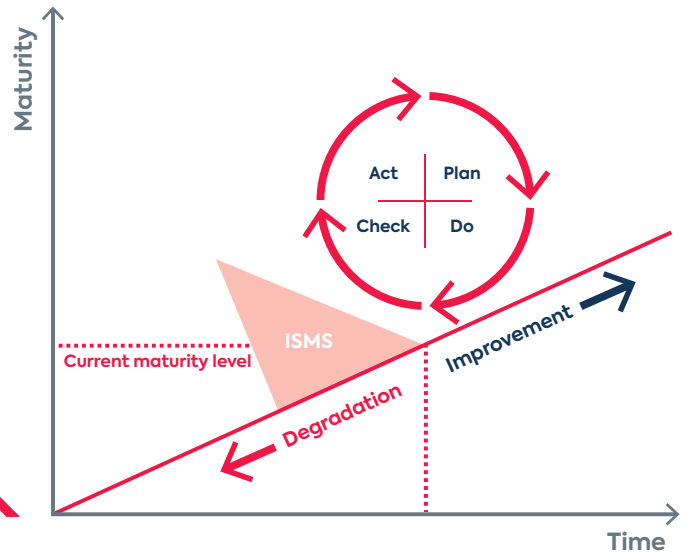 Maturity
Act
Plan
Check
Do
ISMS
Current maturity level
Improvement
Degradation
Time